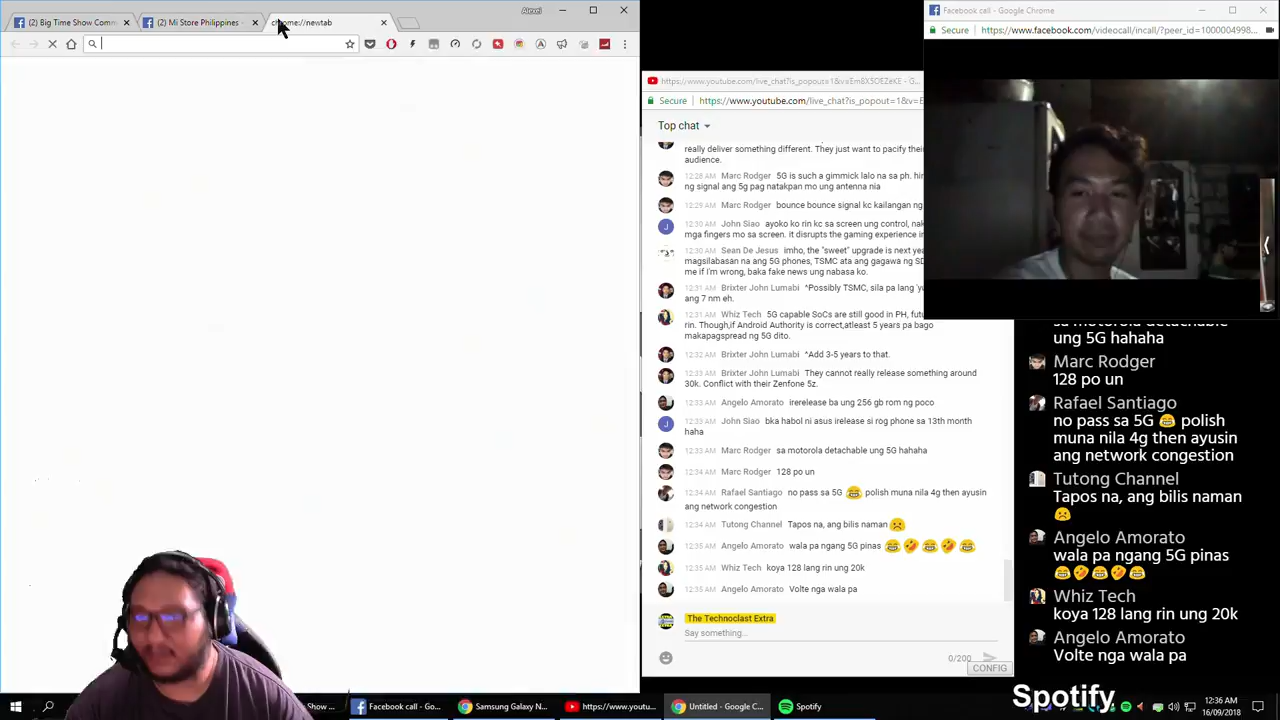 (2) Big Time Show Comm
(2) Mi Store Philippines -
chrome://newtab
Alexei
Facebook call - Google Chrome
Secure
https://www.facebook.com/videocall/incall/?peer_id=1000004998...
https://www.youtube.com/live_chat?is_popout=1&v=Em8X5DEZeKE - G...
Secure
https://www.youtube.com/live_chat?is_popout=1&v=E
Top chat
really deliver something different. They just want to pacify thei
audience.
12:28 AM Marc Rodger 5G is such a gimmick lalo na sa ph. hir
ng signal ang 5g pag natakpan mo ung antenna nia
12:29 AM Marc Rodger bounce bounce signal kc kailangan ng
12:30 AM John Siao ayoko ko rin kc sa screen ung control, nak
mga fingers mo sa screen. it disrupts the gaming experience i
12:30 AM Sean De Jesus imho, the "sweet" upgrade is next yea
magsilabasan na ang 5G phones, TSMC ata ang gagawa ng SD
me if I'm wrong, baka fake news ung nabasa ko.
12:31 AM Brixter John Lumabi ^Possibly TSMC, sila pa lang 'yu
ang 7 nm eh.
12:31 AM Whiz Tech 5G capable SoCs are still good in PH, futu
rin. Though,if Android Authority is correct,atleast 5 years pa bago
makapagspread ng 5G dito.
12:32 AM Brixter John Lumabi ^Add 3-5 years to that.
12:33 AM Brixter John Lumabi They cannot really release something around
30k. Conflict with their Zenfone 5z.
12:33 AM Angelo Amorato irerelease ba ung 256 gb rom ng poco
12:33 AM John Siao bka habol ni asus irelease si rog phone sa 13th month
haha
12:33 AM Marc Rodger sa motorola detachable ung 5G hahaha
12:34 AM Marc Rodger 128 po un
12:34 AM Rafael Santiago no pass sa 5G 😂 polish muna nila 4g then ayusin
ang network congestion
12:34 AM Tutong Channel Tapos na, ang bilis naman ☹️
12:35 AM Angelo Amorato wala pa ngang 5G pinas 😂🤣😂🤣😂
12:35 AM Whiz Tech koya 128 lang rin ung 20k
12:35 AM Angelo Amorato Volte nga wala pa
The Technoclast Extra
Say something...
0/200
CONFIG
sa motorola detachable
ung 5G hahaha
Marc Rodger
128 po un
Rafael Santiago
no pass sa 5G 😂 polish
muna nila 4g then ayusin
ang network congestion
Tutong Channel
Tapos na, ang bilis naman
☹️
Angelo Amorato
wala pa ngang 5G pinas
😂🤣😂🤣😂
Whiz Tech
koya 128 lang rin ung 20k
Angelo Amorato
Volte nga wala pa
Spotify
Show ...
Facebook call - Goo...
Samsung Galaxy N...
https://www.youtu...
Untitled - Google C...
Spotify
12:36 AM
16/09/2018